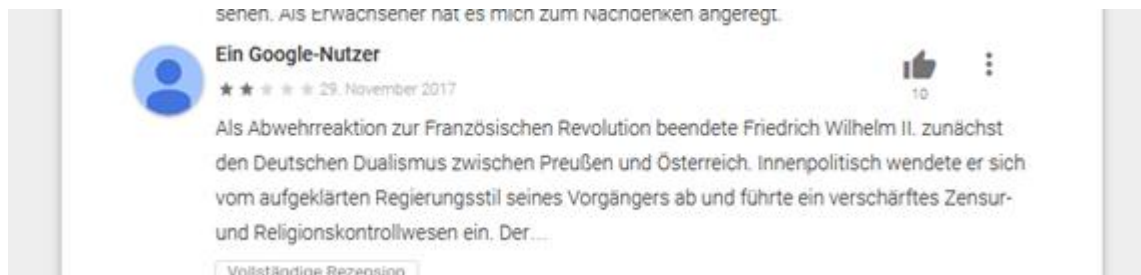 sehen. Als Erwachsener hat es mich zum Nachdenken angeregt.
Ein Google-Nutzer
29. November 2017
10
Als Abwehrreaktion zur Französischen Revolution beendete Friedrich Wilhelm II. zunächst
den Deutschen Dualismus zwischen Preußen und Österreich. Innenpolitisch wendete er sich
vom aufgeklärten Regierungsstil seines Vorgängers ab und führte ein verschärftes Zensur-
und Religionskontrollwesen ein. Der....
Vollständige Rezension